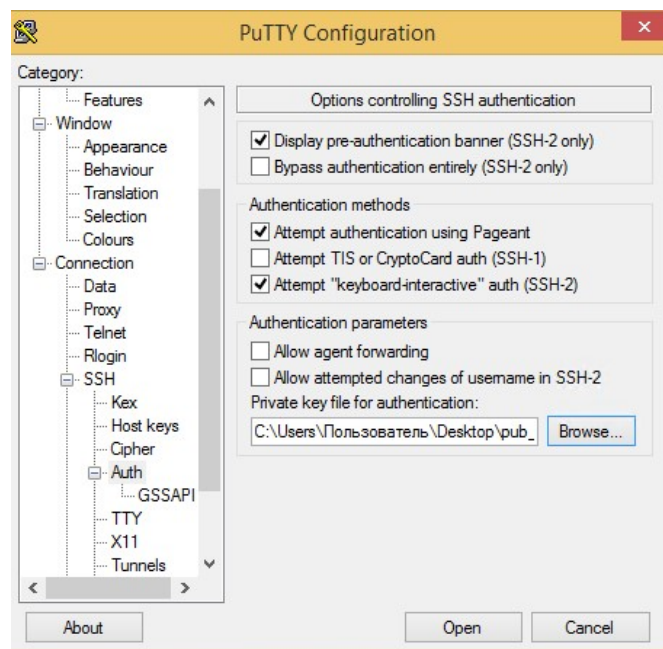 PuTTY Configuration
Category:
Features
Window
Appearance
Behaviour
Translation
Selection
Colours
Connection
Data
Proxy
Telnet
Rlogin
SSH
Kex
Host keys
Cipher
Auth
GSSAPI
TTY
X11
Tunnels
Options controlling SSH authentication
Display pre-authentication banner (SSH-2 only)
Bypass authentication entirely (SSH-2 only)
Authentication methods
Attempt authentication using Pageant
Attempt TIS or CryptoCard auth (SSH-1)
Attempt "keyboard-interactive" auth (SSH-2)
Authentication parameters
Allow agent forwarding
Allow attempted changes of username in SSH-2
Private key file for authentication:
C:\Users\Пользователь\Desktop\pub_ Browse...
About Open Cancel